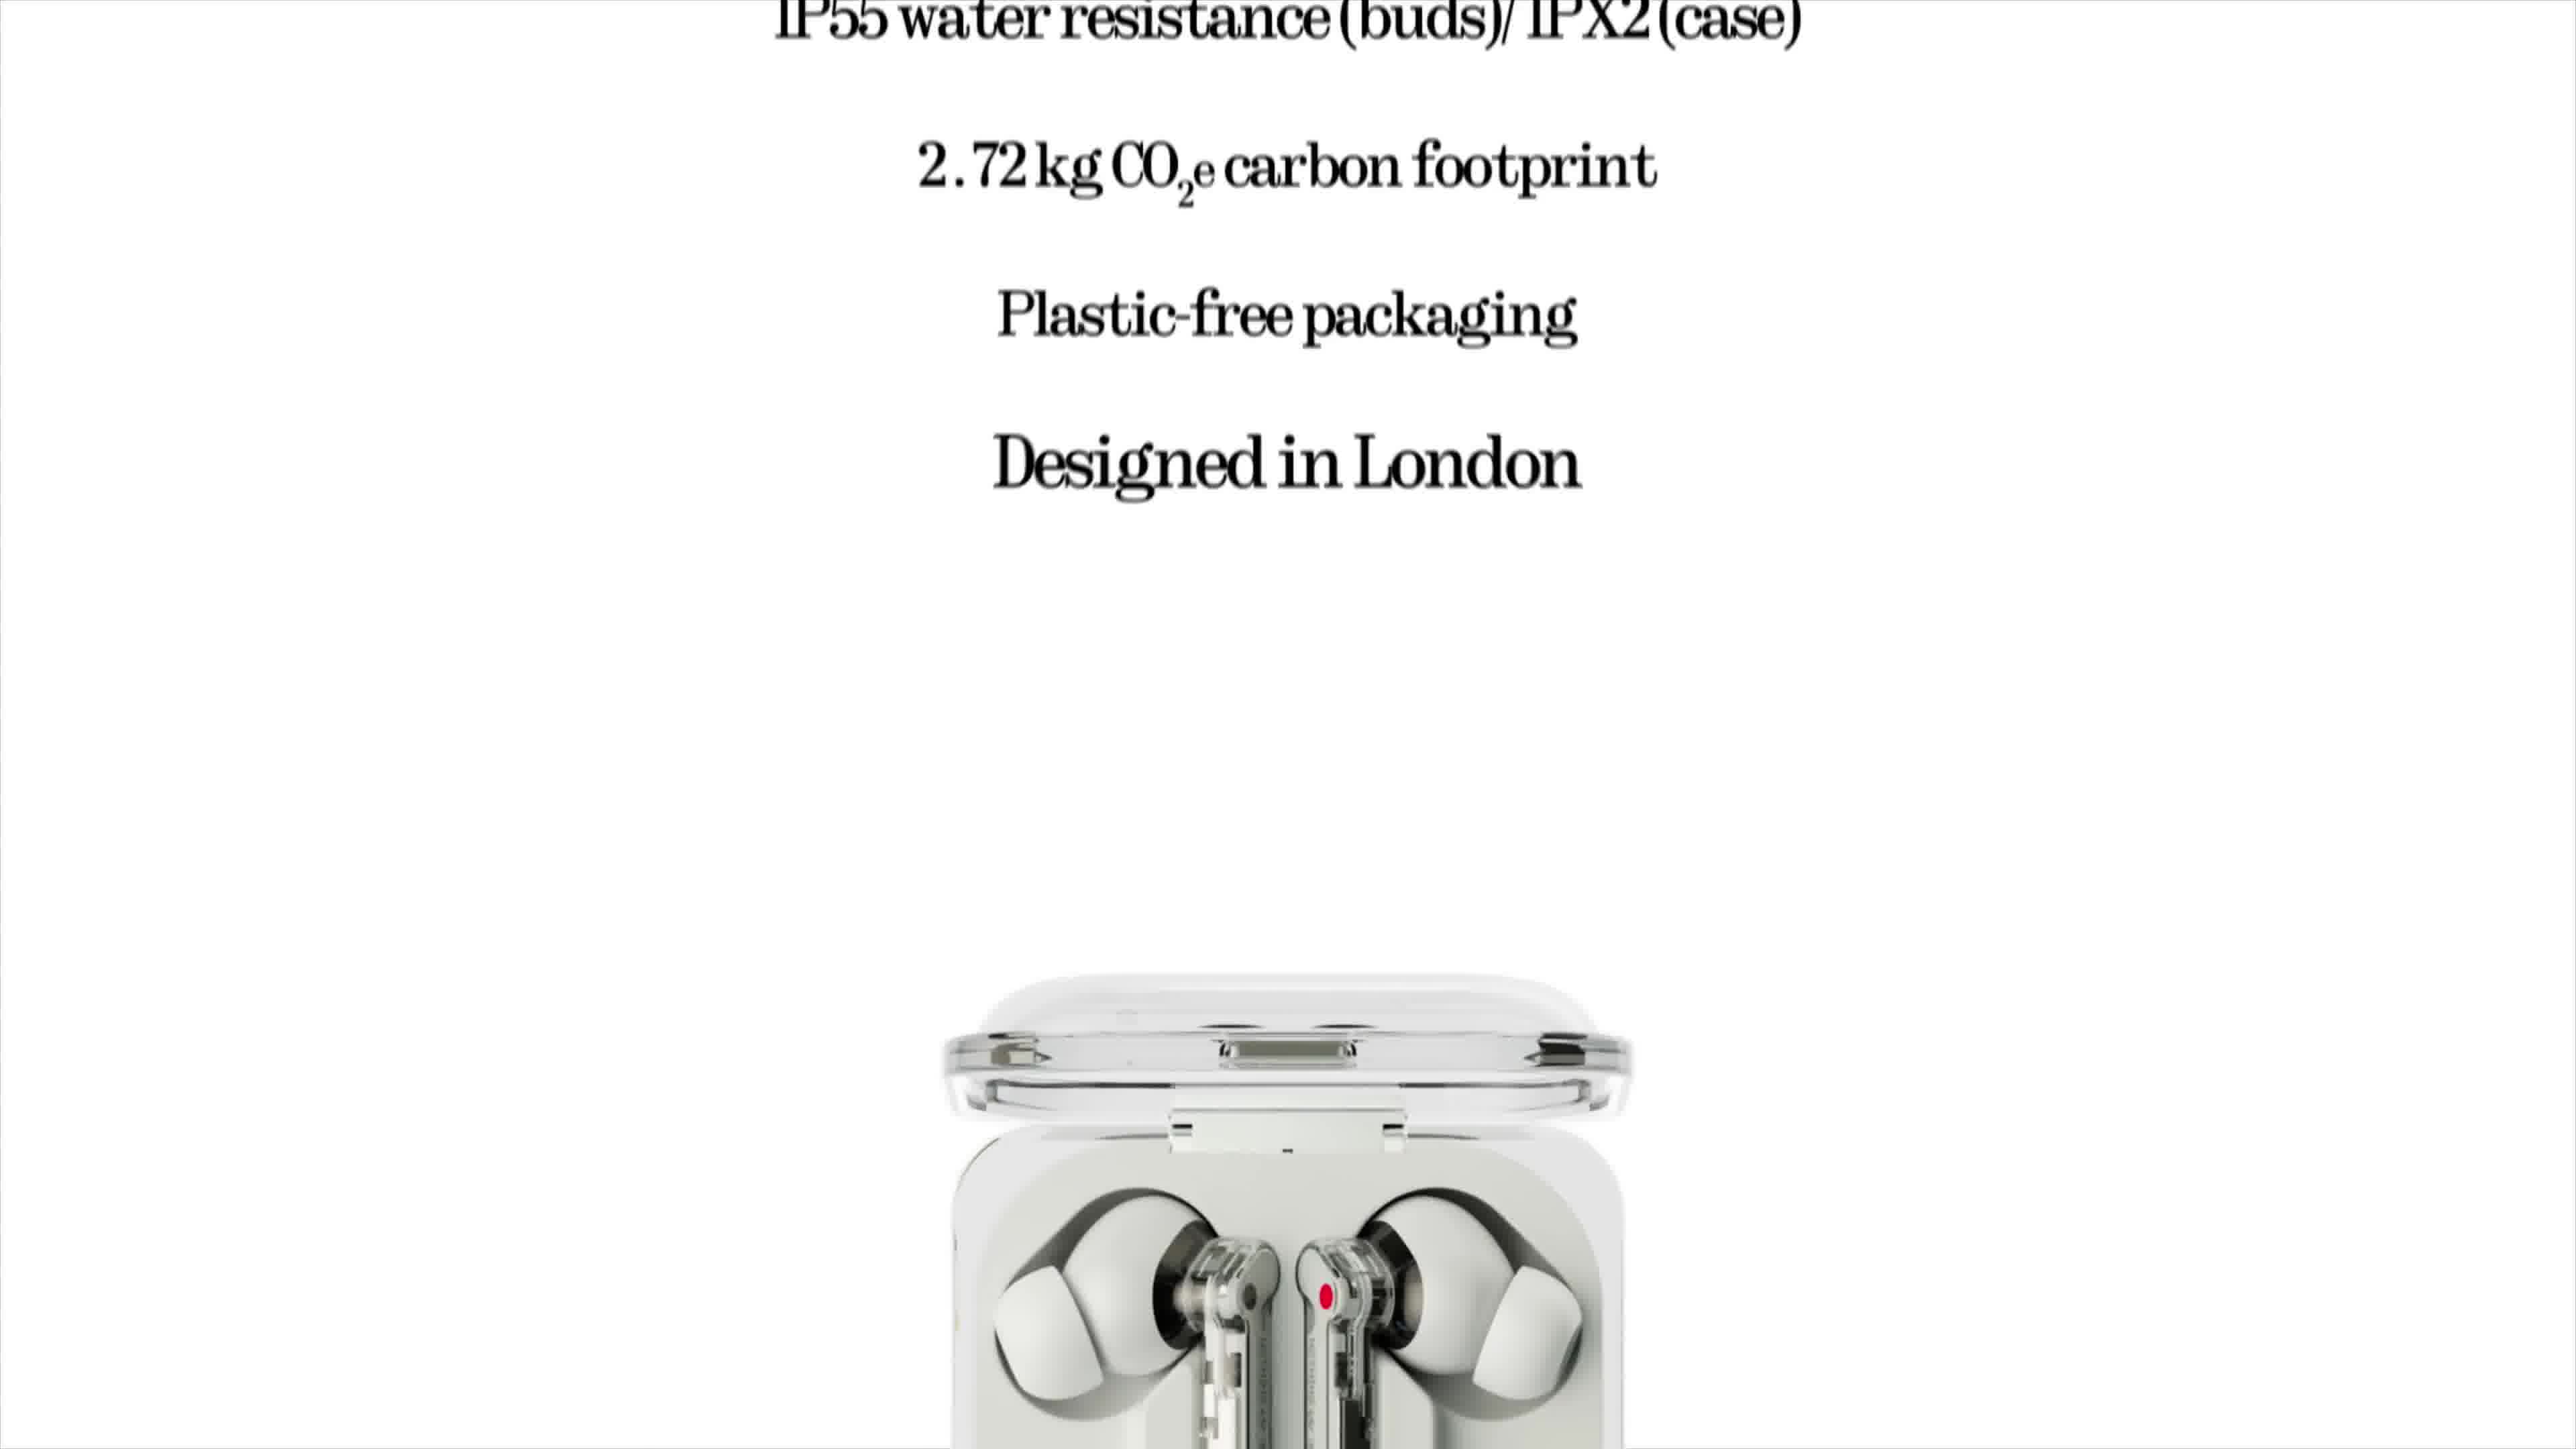 IP55 water resistance (buds)/ IPX2 (case)
2.72 kg CO₂e carbon footprint
Plastic-free packaging
Designed in London